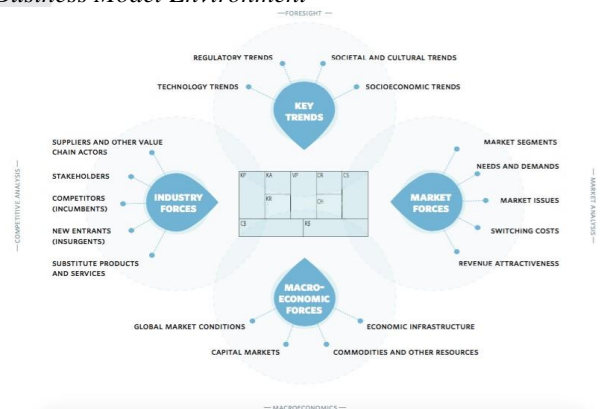 Business Model Environment
— FORESIGHT —
REGULATORY TRENDS
SOCIETAL AND CULTURAL TRENDS
TECHNOLOGY TRENDS
SOCIOECONOMIC TRENDS
KEY
TRENDS
SUPPLIERS AND OTHER VALUE
CHAIN ACTORS
STAKEHOLDERS
COMPETITORS
(INCUMBENTS)
NEW ENTRANTS
(INSURGENTS)
SUBSTITUTE PRODUCTS
AND SERVICES
INDUSTRY
FORCES
— COMPETITIVE ANALYSIS —
KP KA VP CR CS
KR CH
CS R$
MARKET
FORCES
MARKET SEGMENTS
NEEDS AND DEMANDS
MARKET ISSUES
SWITCHING COSTS
REVENUE ATTRACTIVENESS
— MARKET ANALYSIS —
MACRO-
ECONOMIC
FORCES
GLOBAL MARKET CONDITIONS
ECONOMIC INFRASTRUCTURE
CAPITAL MARKETS
COMMODITIES AND OTHER RESOURCES
— MACROECONOMICS —